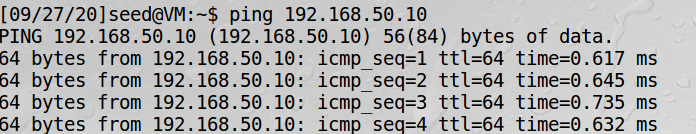 [09/27/20]seed@VM:~$ ping 192.168.50.10
PING 192.168.50.10 (192.168.50.10) 56(84) bytes of data.
64 bytes from 192.168.50.10: icmp_seq=1 ttl=64 time=0.617 ms
64 bytes from 192.168.50.10: icmp_seq=2 ttl=64 time=0.645 ms
64 bytes from 192.168.50.10: icmp_seq=3 ttl=64 time=0.735 ms
64 bytes from 192.168.50.10: icmp_seq=4 ttl=64 time=0.632 ms